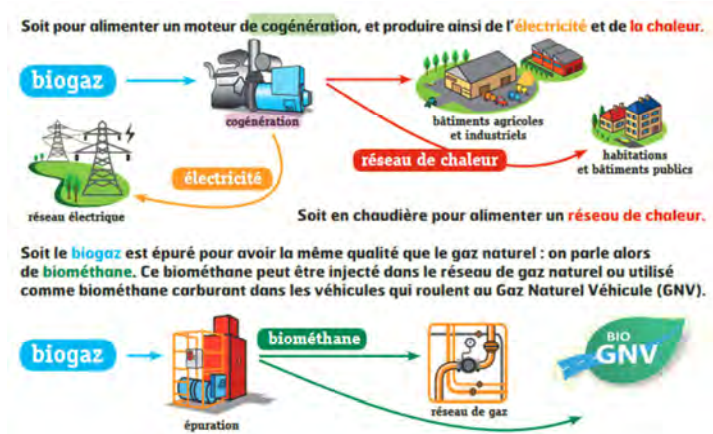 Soit pour alimenter un moteur de cogénération, et produire ainsi de l'électricité et de la chaleur.
biogaz
cogénération
bâtiments agricoles
et industriels
réseau de chaleur
habitations
et bâtiments publics
électricité
réseau électrique
Soit en chaudière pour alimenter un réseau de chaleur.
Soit le biogaz est épuré pour avoir la même qualité que le gaz naturel : on parle alors
de biométhane. Ce biométhane peut être injecté dans le réseau de gaz naturel ou utilisé
comme biométhane carburant dans les véhicules qui roulent au Gaz Naturel Véhicule (GNV).
biogaz
épuration
biométhane
réseau de gaz
BIO
GNV